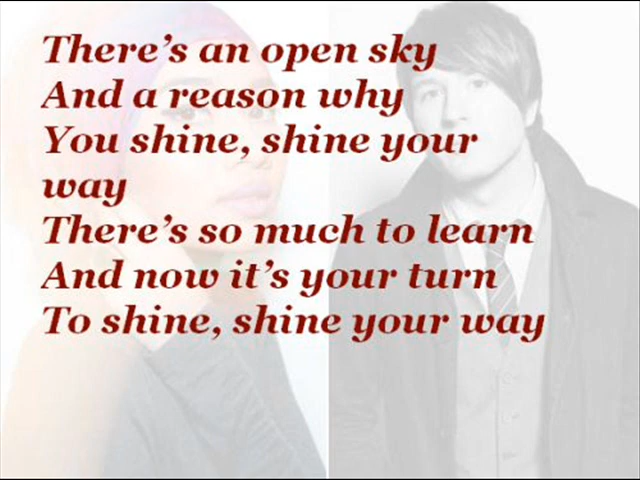 There's an open sky
And a reason why
You shine, shine your
way
There's so much to learn
And now it's your turn
To shine, shine your way